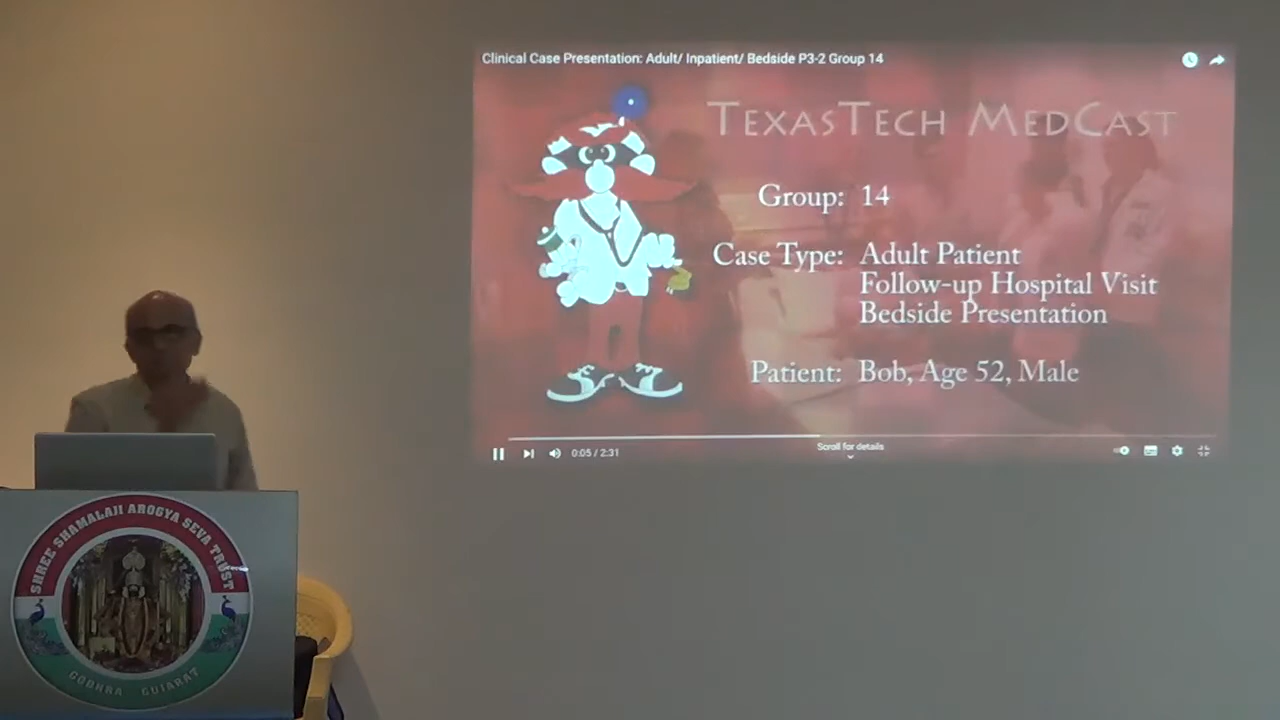 Clinical Case Presentation: Adult/ Inpatient/ Bedside P3-2 Group 14
TEXASTECH MEDCAST
Group: 14
Case Type: Adult Patient
Follow-up Hospital Visit
Bedside Presentation
Patient: Bob, Age 52, Male
Scroll for details
0:05 / 2:31
SHREE SHAMALAJI AROGYA SEVA TRUST
GODHRA GUJARAT